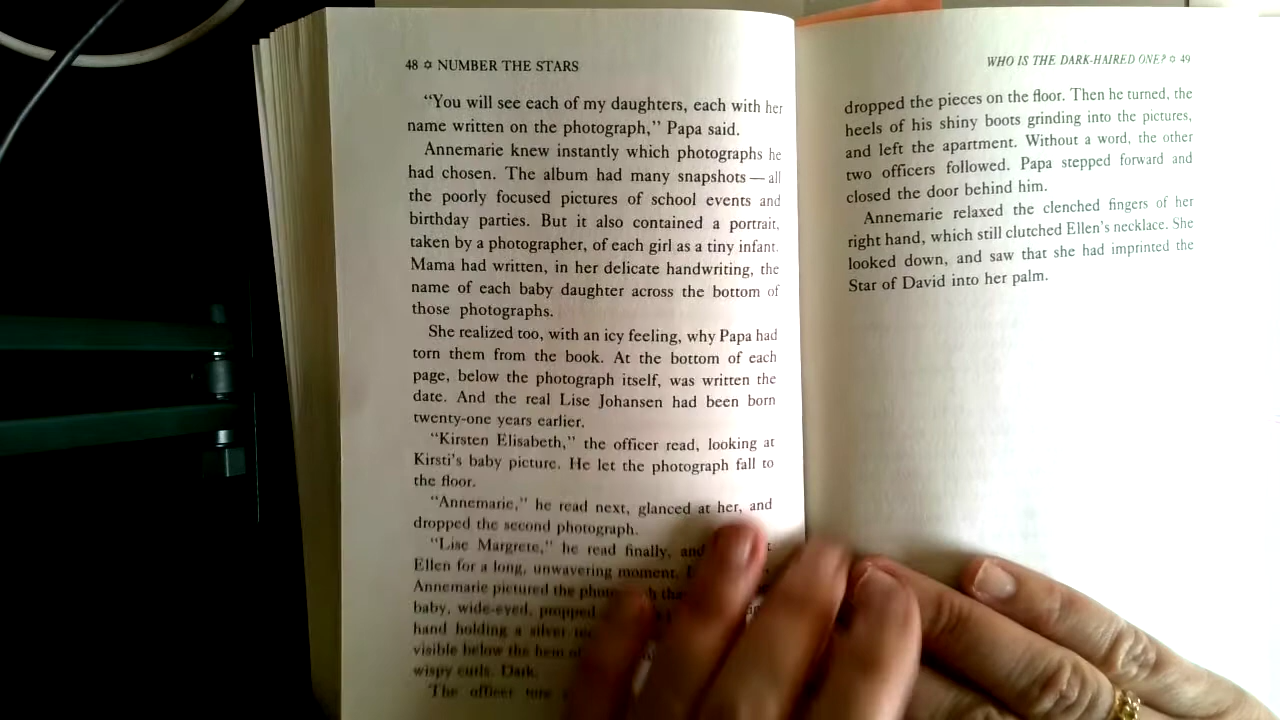 48 ✡ NUMBER THE STARS
"You will see each of my daughters, each with her
name written on the photograph," Papa said.
Annemarie knew instantly which photographs he
had chosen. The album had many snapshots — all
the poorly focused pictures of school events and
birthday parties. But it also contained a portrait,
taken by a photographer, of each girl as a tiny infant.
Mama had written, in her delicate handwriting, the
name of each baby daughter across the bottom of
those photographs.
She realized too, with an icy feeling, why Papa had
torn them from the book. At the bottom of each
page, below the photograph itself, was written the
date. And the real Lise Johansen had been born
twenty-one years earlier.
"Kirsten Elisabeth," the officer read, looking at
Kirsti's baby picture. He let the photograph fall to
the floor.
"Annemarie," he read next, glanced at her, and
dropped the second photograph.
"Lise Margrete," he read finally, and
Ellen for a long, unwavering moment.
Annemarie pictured the
baby, wide-eyed, propped
hand holding a silver
visible below the hem
wispy curls. Dark.
The officer tore
WHO IS THE DARK-HAIRED ONE? ✡ 49
dropped the pieces on the floor. Then he turned, the
heels of his shiny boots grinding into the pictures,
and left the apartment. Without a word, the other
two officers followed. Papa stepped forward and
closed the door behind him.
Annemarie relaxed the clenched fingers of her
right hand, which still clutched Ellen's necklace. She
looked down, and saw that she had imprinted the
Star of David into her palm.